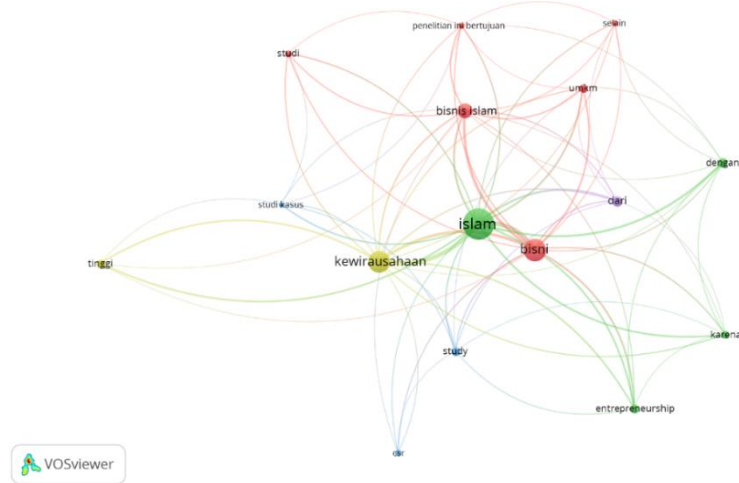 selain
penelitian ini bertujuan
studi
umkm
bisnis islam
dengan
studi kasus
dari
islam
bisni
kewirausahaan
tinggi
karena
study
entrepreneurship
csr
VOSviewer